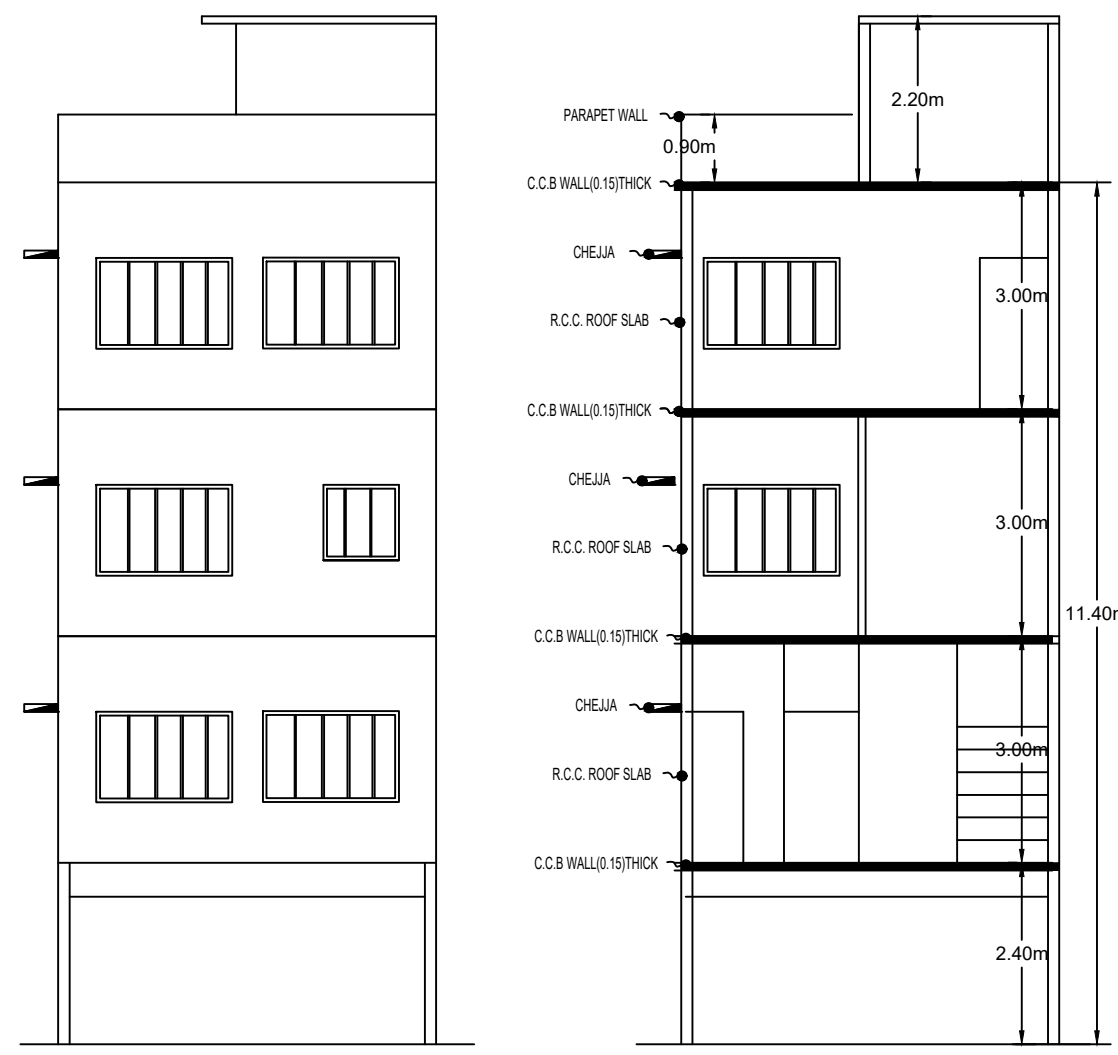 2.20m
PARAPET WALL
0.90m
C.C.B WALL(0.15)THICK
CHEJJA
3.00m
R.C.C. ROOF SLAB
C.C.B WALL(0.15)THICK
CHEJJA
3.00m
R.C.C. ROOF SLAB
11.40m
C.C.B WALL(0.15)THICK
CHEJJA
3.00m
R.C.C. ROOF SLAB
C.C.B WALL(0.15)THICK
2.40m